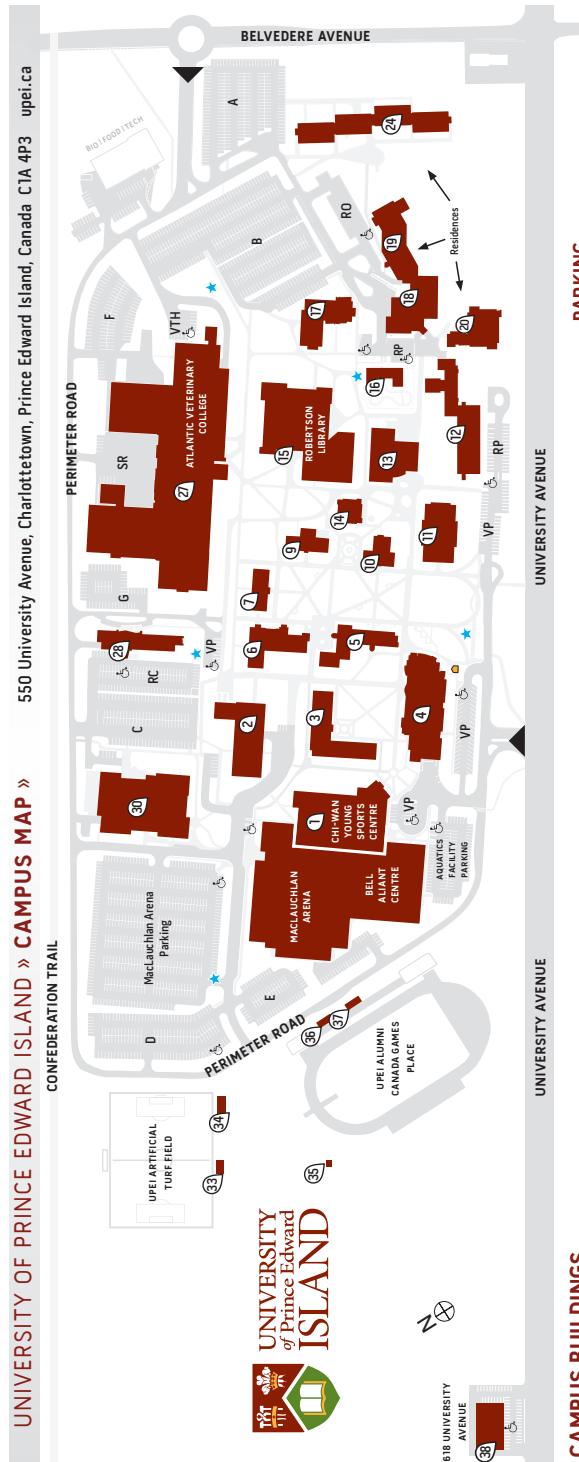 UNIVERSITY OF PRINCE EDWARD ISLAND » CAMPUS MAP »
550 University Avenue, Charlottetown, Prince Edward Island, Canada C1A 4P3 upei.ca
CONFEDERATION TRAIL
PERIMETER ROAD
BELVEDERE AVENUE
BIO | FOOD | TECH
UPEI ARTIFICIAL
TURF FIELD
33
34
35
D
MacLauchlan Arena
Parking
30
C
RC
28
G
SR
F
VTH
27
ATLANTIC VETERINARY
COLLEGE
VP
A
B
RO
E
PERIMETER ROAD
36
37
UPEI ALUMNI
CANADA GAMES
PLACE
MACLAUCHLAN
ARENA
BELL
ALIANT
CENTRE
1
CHI-WAN
YOUNG
SPORTS
CENTRE
2
3
4
5
6
7
9
10
11
12
13
14
15
ROBERTSON
LIBRARY
16
17
18
19
20
24
Residences
RP
RP
VP
VP
VP
AQUATICS
FACILITY
PARKING
UNIVERSITY AVENUE
UNIVERSITY AVENUE
UNIVERSITY
of Prince Edward
ISLAND
N
618 UNIVERSITY
AVENUE
38
CAMPUS BUILDINGS
PARKING